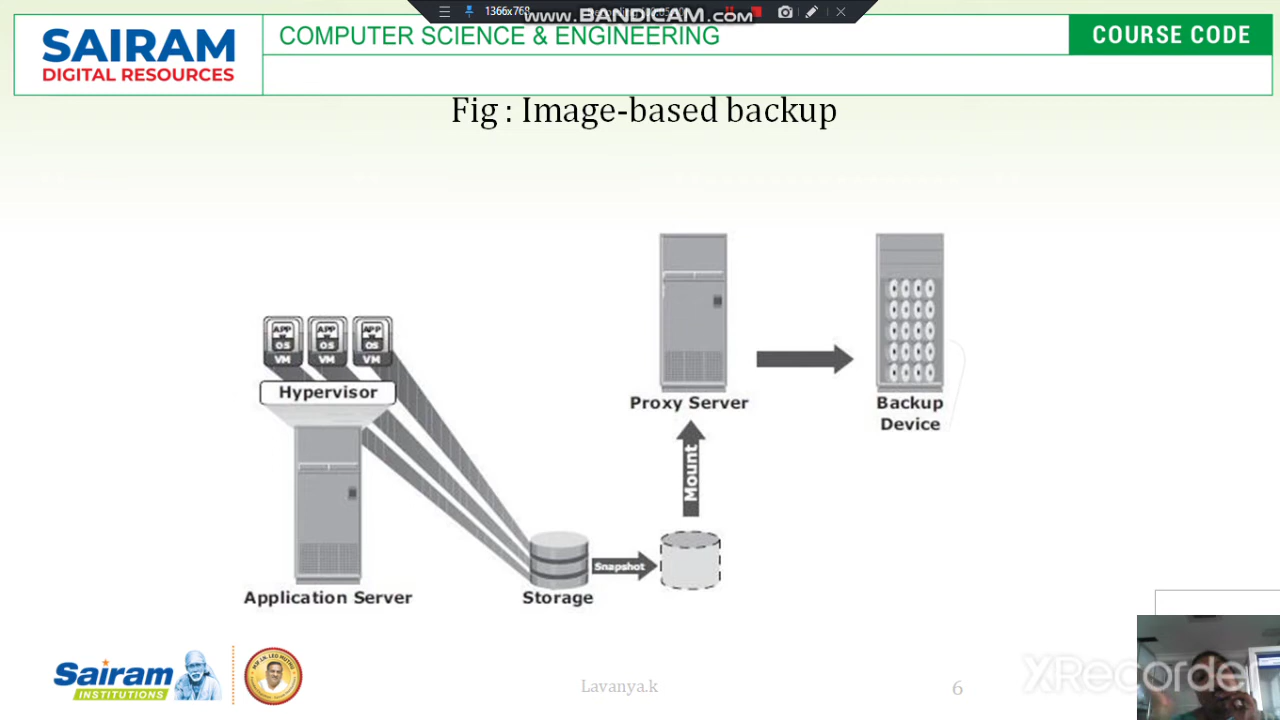 1366x768
www.BANDICAM.com
SAIRAM
DIGITAL RESOURCES
COMPUTER SCIENCE & ENGINEERING
COURSE CODE
Fig : Image-based backup
APP APP APP
OS OS OS
VM VM VM
Hypervisor
Application Server
Storage
Snapshot
Mount
Proxy Server
Backup
Device
Sairam
INSTITUTIONS
Lavanya.k
6
XRecorder